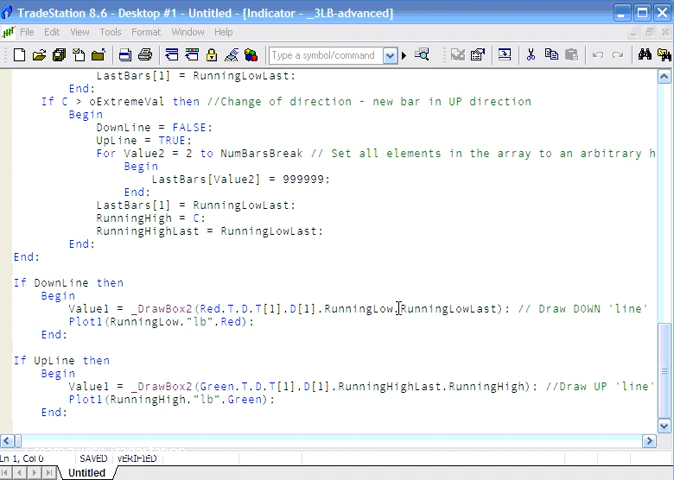 TradeStation 8.6 - Desktop #1 - Untitled - [Indicator - _3LB-advanced]
File Edit View Tools Format Window Help
Type a symbol/command
LastBars[1] = RunningLowLast;
End;
If C > oExtremeVal then //Change of direction - new bar in UP direction
Begin
DownLine = FALSE;
UpLine = TRUE;
For Value2 = 2 to NumBarsBreak // Set all elements in the array to an arbitrary h
Begin
LastBars[Value2] = 999999;
End;
LastBars[1] = RunningLowLast;
RunningHigh = C;
RunningHighLast = RunningLowLast;
End;
End;
If DownLine then
Begin
Value1 = _DrawBox2(Red,T,D,T[1],D[1],RunningLow,RunningLowLast); // Draw DOWN 'line'
Plot1(RunningLow,"lb",Red);
End;
If UpLine then
Begin
Value1 = _DrawBox2(Green,T,D,T[1],D[1],RunningHighLast,RunningHigh); //Draw UP 'line'
Plot1(RunningHigh,"lb",Green);
End;
Ln 1, Col 0 SAVED VERIFIED
Untitled